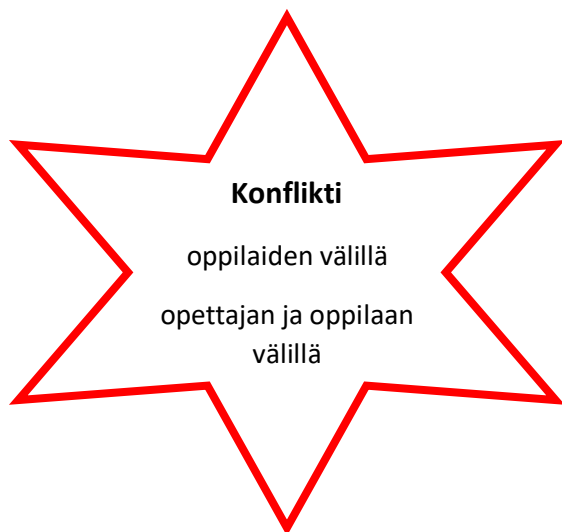 Konflikti
oppilaiden välillä
opettajan ja oppilaan
välillä